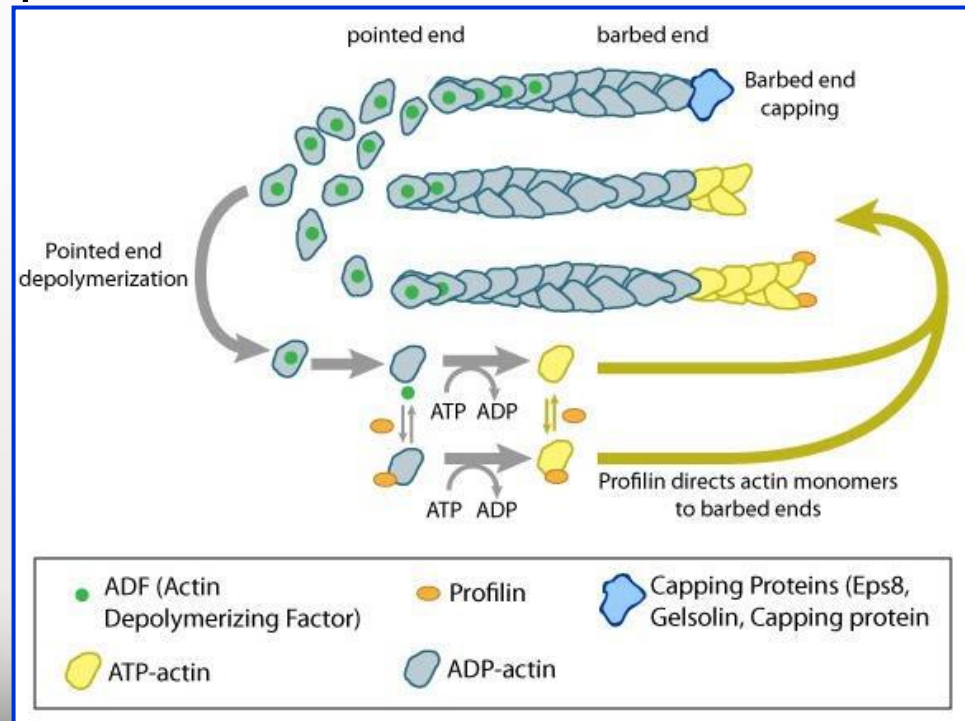 pointed end
barbed end
Barbed end
capping
Pointed end
depolymerization
ATP ADP
ATP ADP
Profilin directs actin monomers
to barbed ends
ADF (Actin
Depolymerizing Factor)
Profilin
Capping Proteins (Eps8,
Gelsolin, Capping protein
ATP-actin
ADP-actin